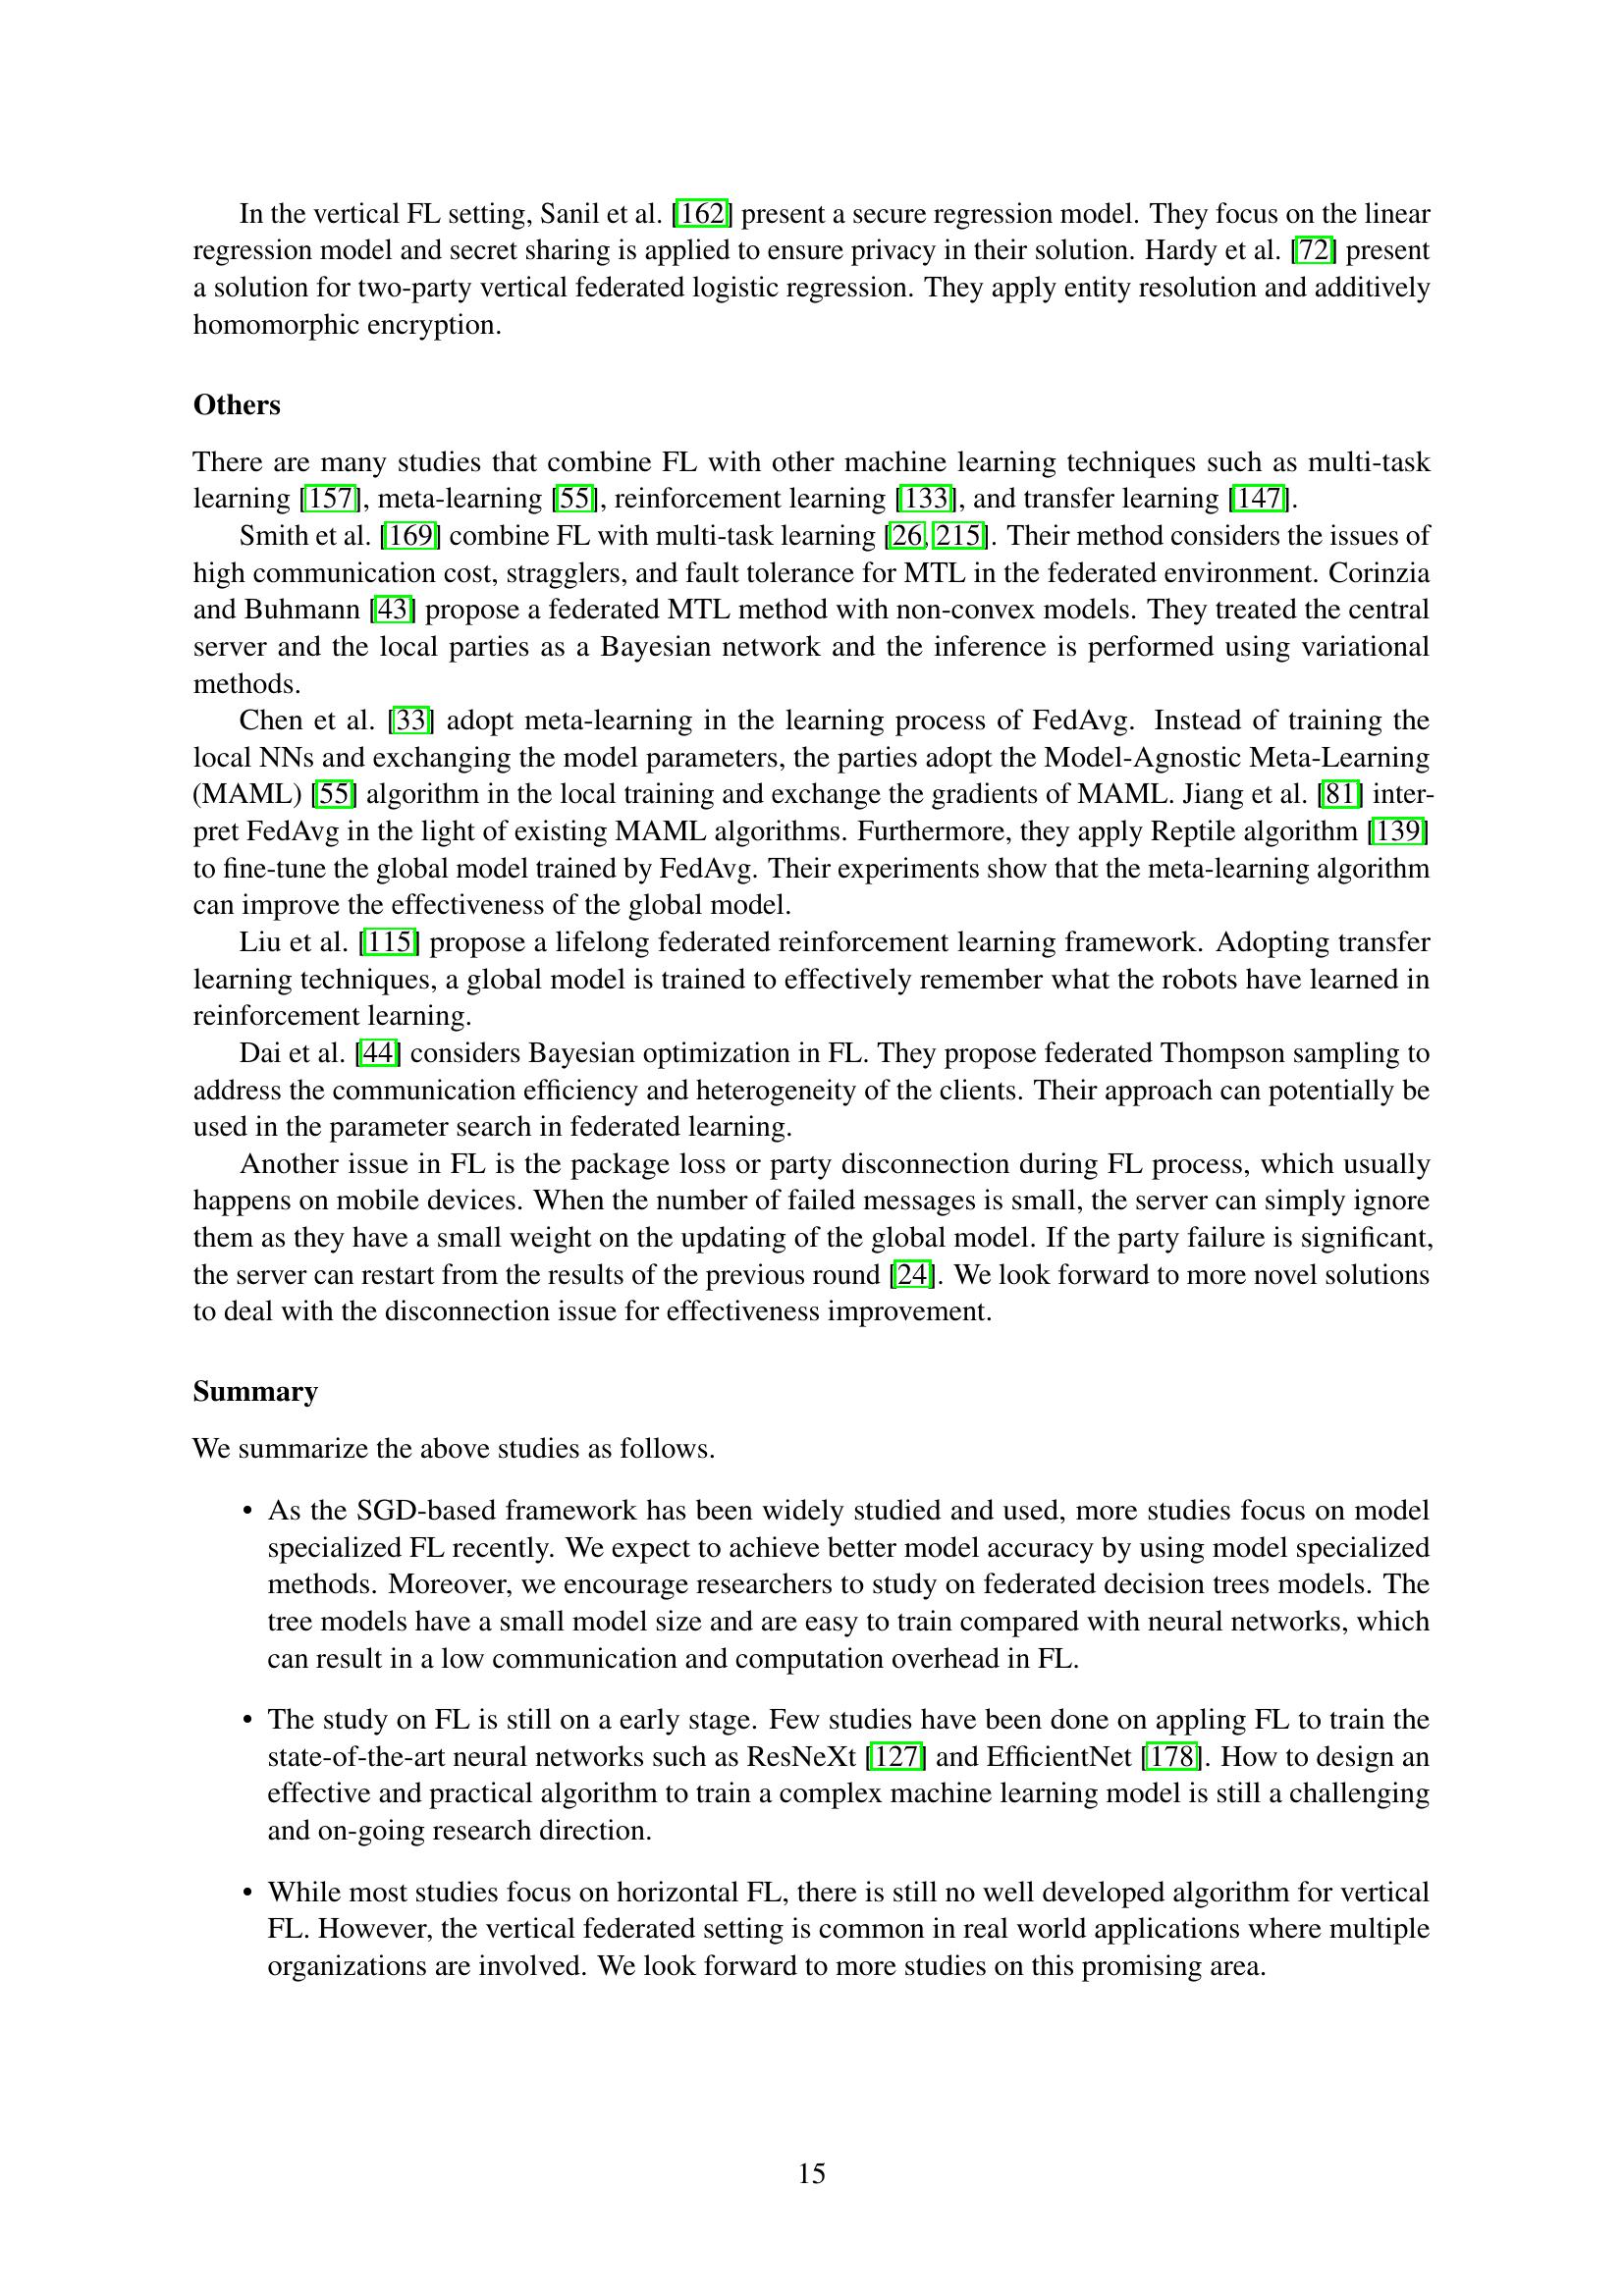 In the vertical FL setting, Sanil et al. [162] present a secure regression model. They focus on the linear
regression model and secret sharing is applied to ensure privacy in their solution. Hardy et al. [72] present
a solution for two-party vertical federated logistic regression. They apply entity resolution and additively
homomorphic encryption.
Others
There are many studies that combine FL with other machine learning techniques such as multi-task
learning [157], meta-learning [55], reinforcement learning [133], and transfer learning [147].
Smith et al. [169] combine FL with multi-task learning [26, 215]. Their method considers the issues of
high communication cost, stragglers, and fault tolerance for MTL in the federated environment. Corinzia
and Buhmann [43] propose a federated MTL method with non-convex models. They treated the central
server and the local parties as a Bayesian network and the inference is performed using variational
methods.
Chen et al. [33] adopt meta-learning in the learning process of FedAvg. Instead of training the
local NNs and exchanging the model parameters, the parties adopt the Model-Agnostic Meta-Learning
(MAML) [55] algorithm in the local training and exchange the gradients of MAML. Jiang et al. [81] inter-
pret FedAvg in the light of existing MAML algorithms. Furthermore, they apply Reptile algorithm [139]
to fine-tune the global model trained by FedAvg. Their experiments show that the meta-learning algorithm
can improve the effectiveness of the global model.
Liu et al. [115] propose a lifelong federated reinforcement learning framework. Adopting transfer
learning techniques, a global model is trained to effectively remember what the robots have learned in
reinforcement learning.
Dai et al. [44] considers Bayesian optimization in FL. They propose federated Thompson sampling to
address the communication efficiency and heterogeneity of the clients. Their approach can potentially be
used in the parameter search in federated learning.
Another issue in FL is the package loss or party disconnection during FL process, which usually
happens on mobile devices. When the number of failed messages is small, the server can simply ignore
them as they have a small weight on the updating of the global model. If the party failure is significant,
the server can restart from the results of the previous round [24]. We look forward to more novel solutions
to deal with the disconnection issue for effectiveness improvement.
Summary
We summarize the above studies as follows.
• As the SGD-based framework has been widely studied and used, more studies focus on model
specialized FL recently. We expect to achieve better model accuracy by using model specialized
methods. Moreover, we encourage researchers to study on federated decision trees models. The
tree models have a small model size and are easy to train compared with neural networks, which
can result in a low communication and computation overhead in FL.
• The study on FL is still on a early stage. Few studies have been done on appling FL to train the
state-of-the-art neural networks such as ResNeXt [127] and EfficientNet [178]. How to design an
effective and practical algorithm to train a complex machine learning model is still a challenging
and on-going research direction.
• While most studies focus on horizontal FL, there is still no well developed algorithm for vertical
FL. However, the vertical federated setting is common in real world applications where multiple
organizations are involved. We look forward to more studies on this promising area.
15